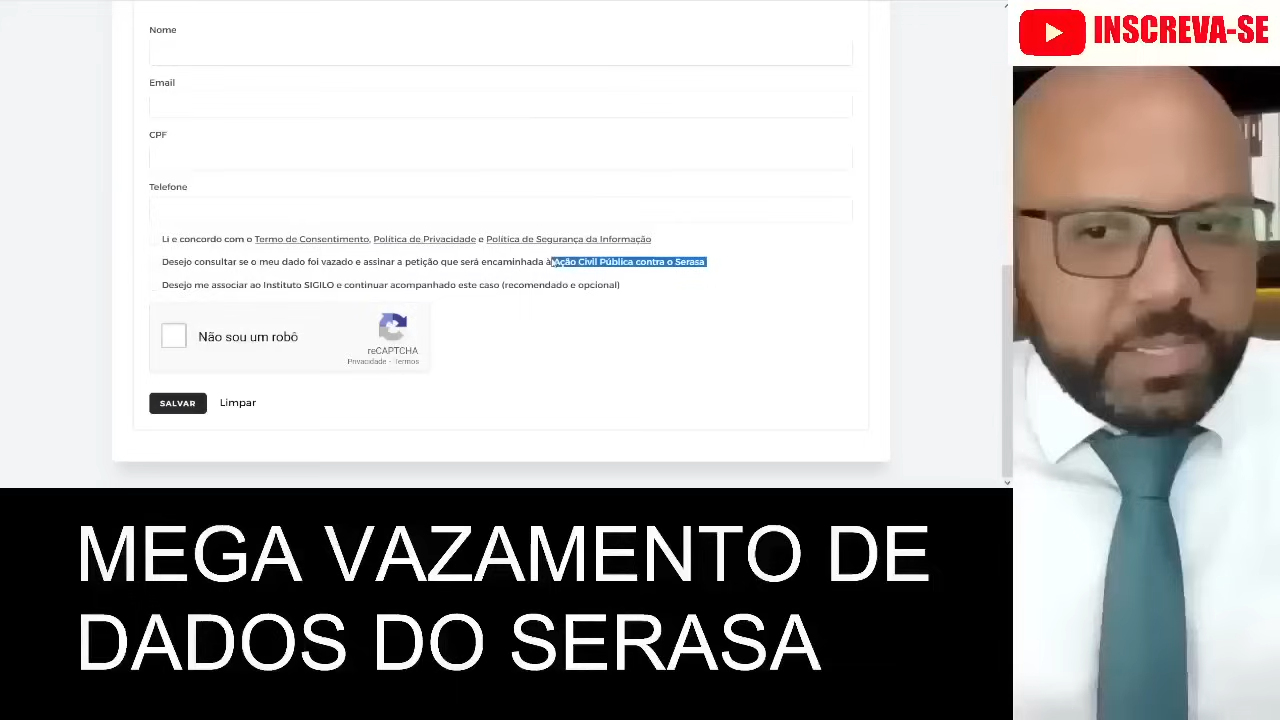 INSCREVA-SE
Nome
Email
CPF
Telefone
Li e concordo com o Termo de Consentimento, Política de Privacidade e Política de Segurança da Informação
Desejo consultar se o meu dado foi vazado e assinar a petição que será encaminhada à Ação Civil Pública contra o Serasa
Desejo me associar ao Instituto SIGILO e continuar acompanhado este caso (recomendado e opcional)
Não sou um robô
reCAPTCHA
Privacidade - Termos
SALVAR Limpar
MEGA VAZAMENTO DE
DADOS DO SERASA